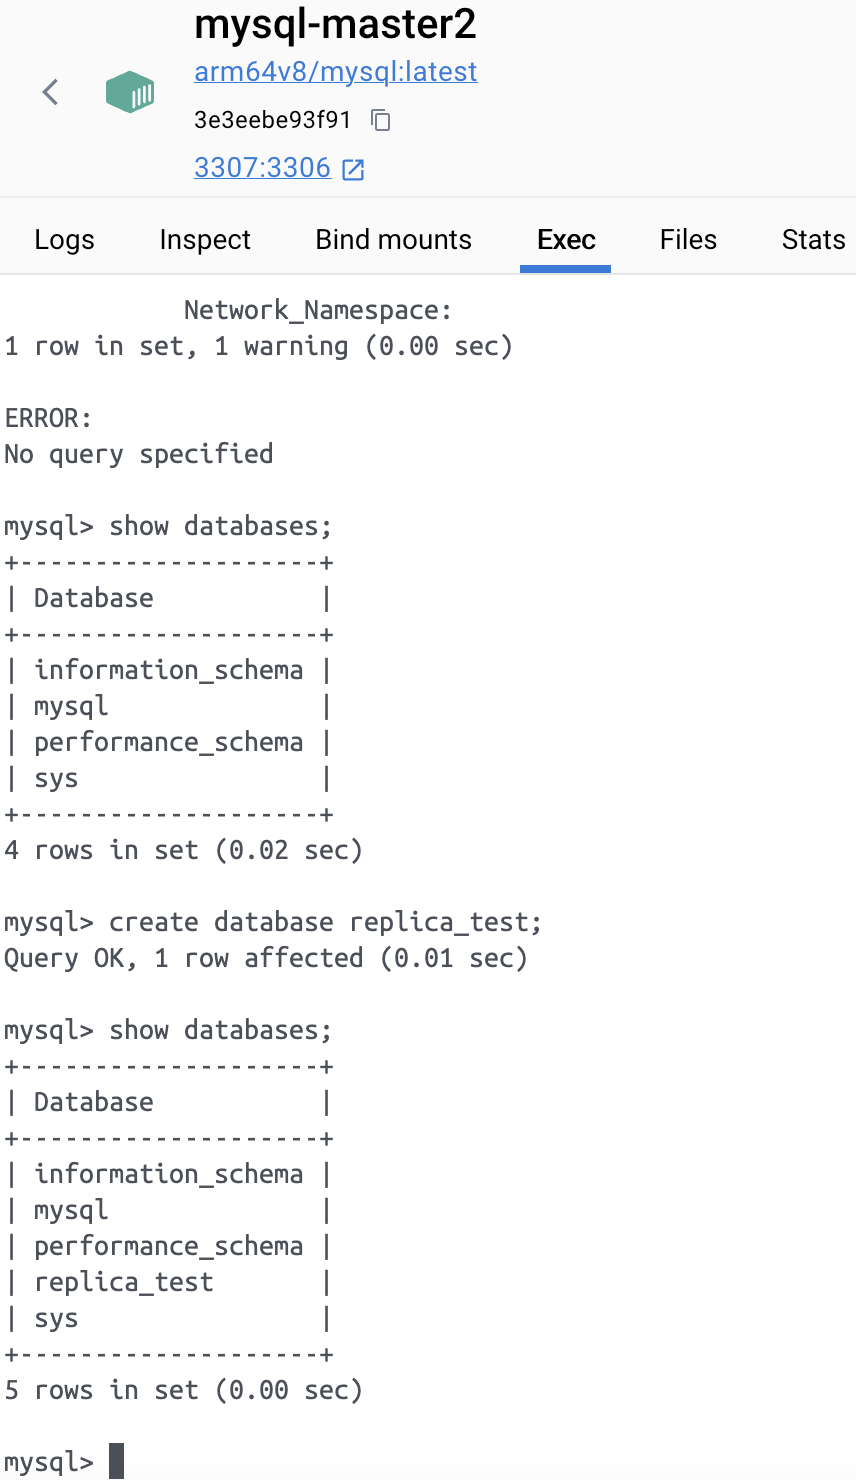 mysql-master2
arm64v8/mysql:latest
3e3eebe93f91
3307:3306
Logs Inspect Bind mounts Exec Files Stats
            Network_Namespace:
1 row in set, 1 warning (0.00 sec)
ERROR:
No query specified
mysql> show databases;
+--------------------+
| Database           |
+--------------------+
| information_schema |
| mysql              |
| performance_schema |
| sys                |
+--------------------+
4 rows in set (0.02 sec)
mysql> create database replica_test;
Query OK, 1 row affected (0.01 sec)
mysql> show databases;
+--------------------+
| Database           |
+--------------------+
| information_schema |
| mysql              |
| performance_schema |
| replica_test       |
| sys                |
+--------------------+
5 rows in set (0.00 sec)
mysql>